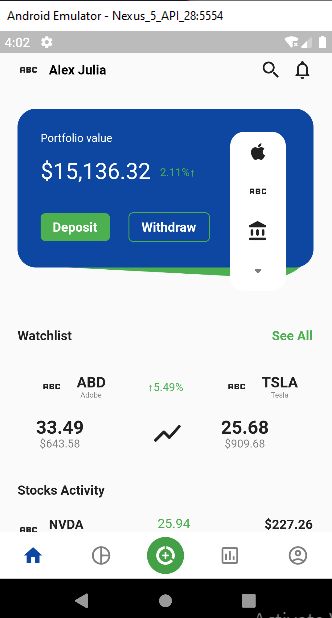 Android Emulator - Nexus_5_API_28:5554
4:02
ABC Alex Julia
Portfolio value
$15,136.32 2.11%↑
ABC
Deposit Withdraw
Watchlist See All
ABC ABD ↑5.49% ABC TSLA
Adobe Tesla
33.49 25.68
$643.58 $909.68
Stocks Activity
ABC NVDA 25.94 $227.26